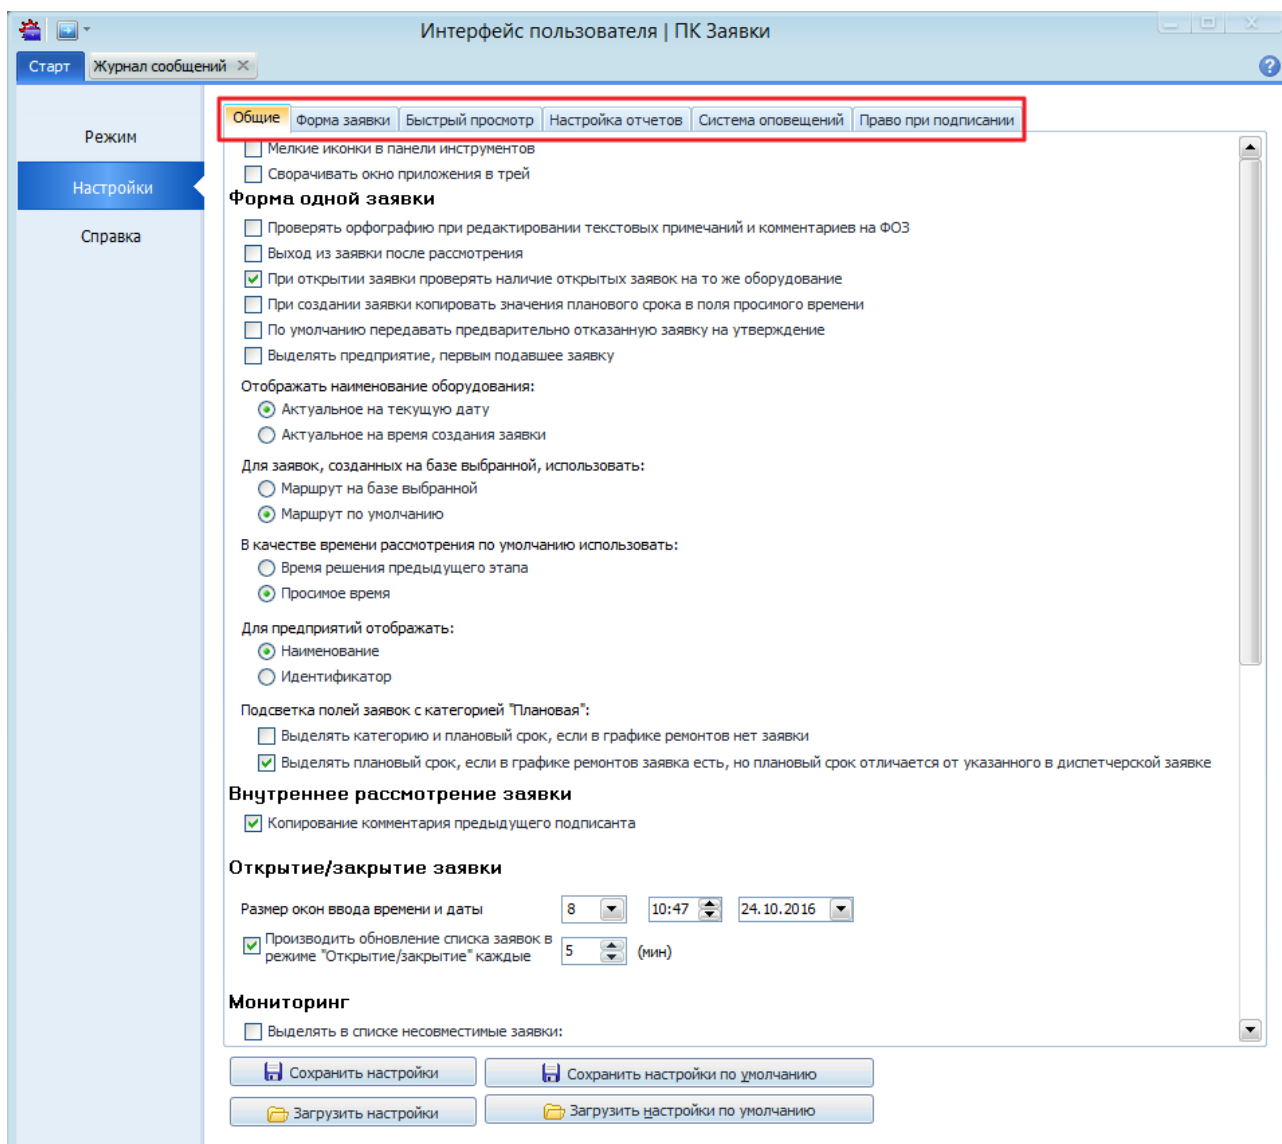 Интерфейс пользователя | ПК Заявки
Старт
Журнал сообщений
Режим
Настройки
Справка
Общие
Форма заявки
Быстрый просмотр
Настройка отчетов
Система оповещений
Право при подписании
Мелкие иконки в панели инструментов
Сворачивать окно приложения в трей
Форма одной заявки
Проверять орфографию при редактировании текстовых примечаний и комментариев на ФОЗ
Выход из заявки после рассмотрения
При открытии заявки проверять наличие открытых заявок на то же оборудование
При создании заявки копировать значения планового срока в поля просимого времени
По умолчанию передавать предварительно отказанную заявку на утверждение
Выделять предприятие, первым подавшее заявку
Отображать наименование оборудования:
Актуальное на текущую дату
Актуальное на время создания заявки
Для заявок, созданных на базе выбранной, использовать:
Маршрут на базе выбранной
Маршрут по умолчанию
В качестве времени рассмотрения по умолчанию использовать:
Время решения предыдущего этапа
Просимое время
Для предприятий отображать:
Наименование
Идентификатор
Подсветка полей заявок с категорией "Плановая":
Выделять категорию и плановый срок, если в графике ремонтов нет заявки
Выделять плановый срок, если в графике ремонтов заявка есть, но плановый срок отличается от указанного в диспетчерской заявке
Внутреннее рассмотрение заявки
Копирование комментария предыдущего подписанта
Открытие/закрытие заявки
Размер окон ввода времени и даты 8 10:47 24.10.2016
Производить обновление списка заявок в
режиме "Открытие/закрытие" каждые 5 (мин)
Мониторинг
Выделять в списке несовместимые заявки:
Сохранить настройки
Сохранить настройки по умолчанию
Загрузить настройки
Загрузить настройки по умолчанию